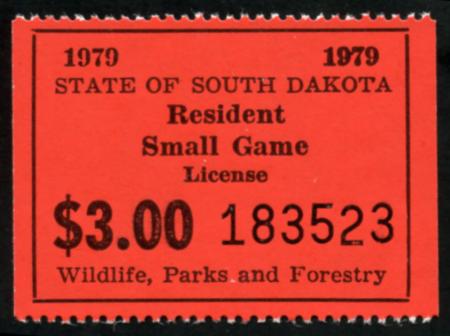 1979 1979
STATE OF SOUTH DAKOTA
Resident
Small Game
License
$3.00 183523
Wildlife, Parks and Forestry